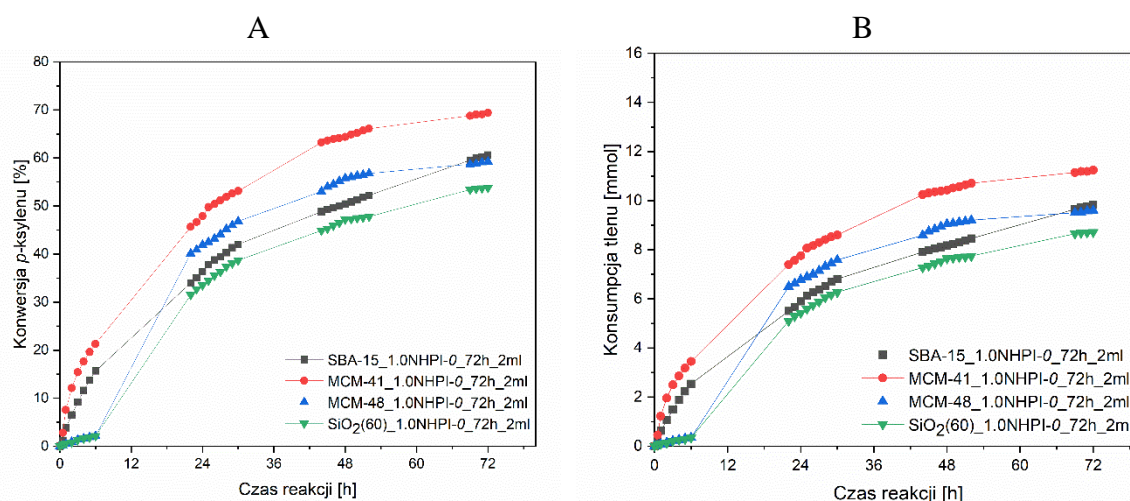 A
80
70
60
50
40
30
20
10
0
Konwersja p-ksylenu [%]
SBA-15_1.0NHPI-0_72h_2ml
MCM-41_1.0NHPI-0_72h_2ml
MCM-48_1.0NHPI-0_72h_2ml
SiO₂(60)_1.0NHPI-0_72h_2ml
0 12 24 36 48 60 72
Czas reakcji [h]
B
16
14
12
10
8
6
4
2
0
Konsumpcja tlenu [mmol]
SBA-15_1.0NHPI-0_72h_2ml
MCM-41_1.0NHPI-0_72h_2ml
MCM-48_1.0NHPI-0_72h_2ml
SiO₂(60)_1.0NHPI-0_72h_2ml
0 12 24 36 48 60 72
Czas reakcji [h]